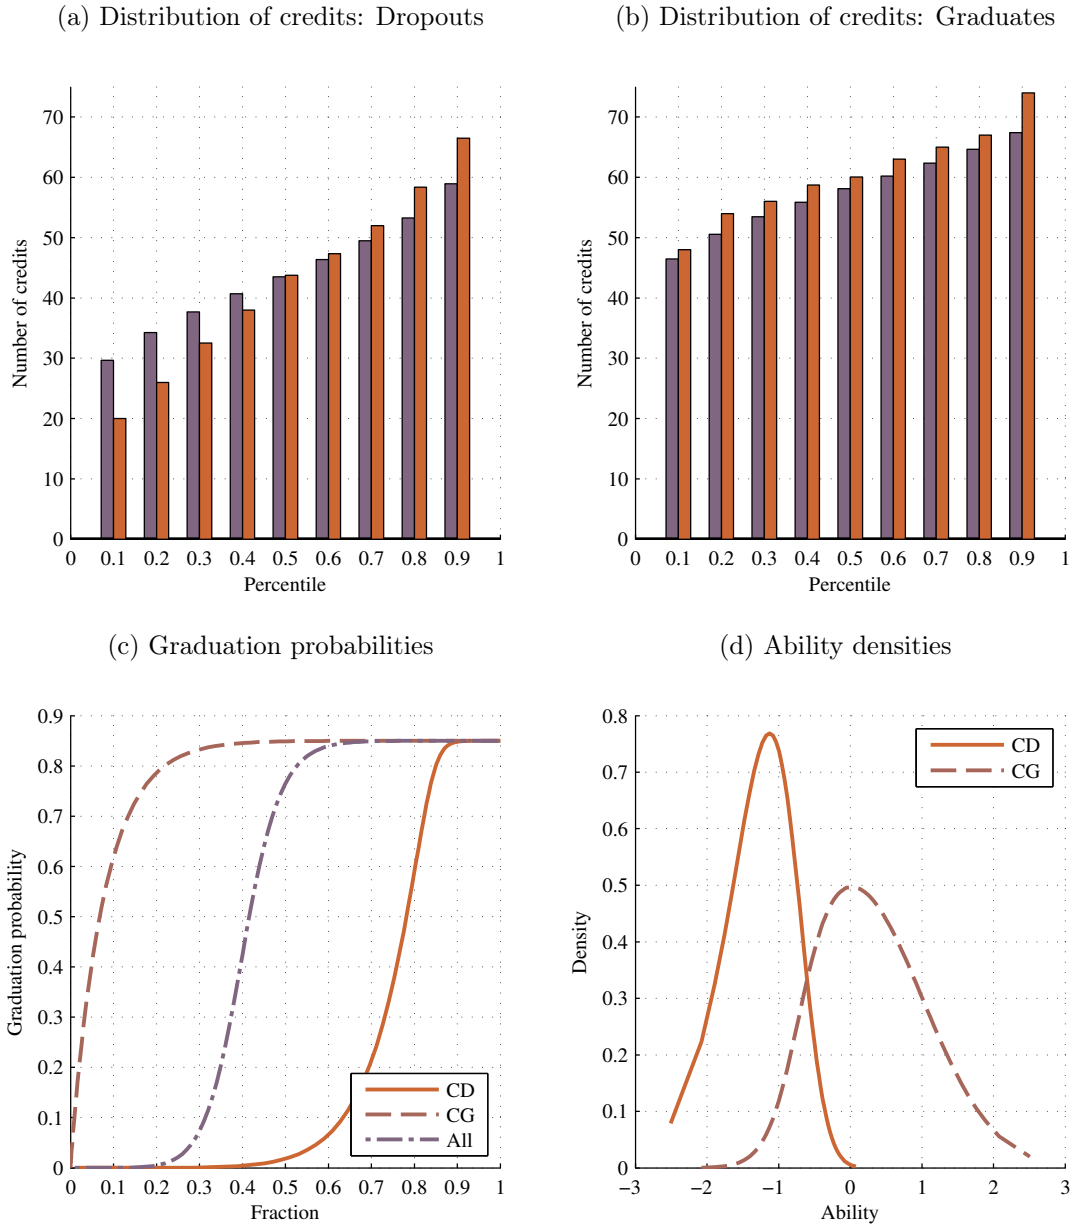 (a) Distribution of credits: Dropouts
(b) Distribution of credits: Graduates
70
60
50
40
30
20
10
0
Number of credits
0 0.1 0.2 0.3 0.4 0.5 0.6 0.7 0.8 0.9 1
Percentile
70
60
50
40
30
20
10
0
Number of credits
0 0.1 0.2 0.3 0.4 0.5 0.6 0.7 0.8 0.9 1
Percentile
(c) Graduation probabilities
(d) Ability densities
0.9
0.8
0.7
0.6
0.5
0.4
0.3
0.2
0.1
0
Graduation probability
CD
CG
All
0 0.1 0.2 0.3 0.4 0.5 0.6 0.7 0.8 0.9 1
Fraction
0.8
0.7
0.6
0.5
0.4
0.3
0.2
0.1
0
Density
CD
CG
−3 −2 −1 0 1 2 3
Ability